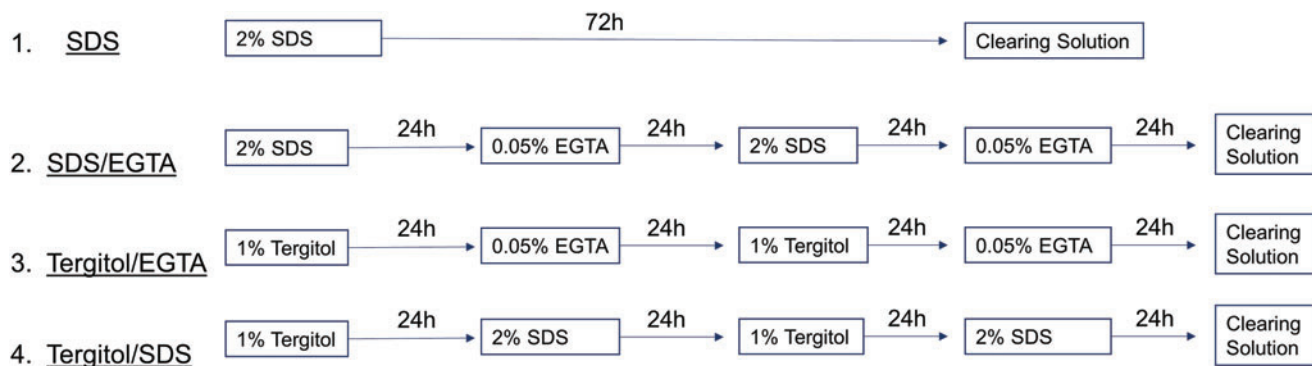 72h
1. SDS 2% SDS Clearing Solution
24h 24h 24h 24h
2. SDS/EGTA 2% SDS 0.05% EGTA 2% SDS 0.05% EGTA Clearing
Solution
24h 24h 24h 24h
3. Tergitol/EGTA 1% Tergitol 0.05% EGTA 1% Tergitol 0.05% EGTA Clearing
Solution
24h 24h 24h 24h
4. Tergitol/SDS 1% Tergitol 2% SDS 1% Tergitol 2% SDS Clearing
Solution